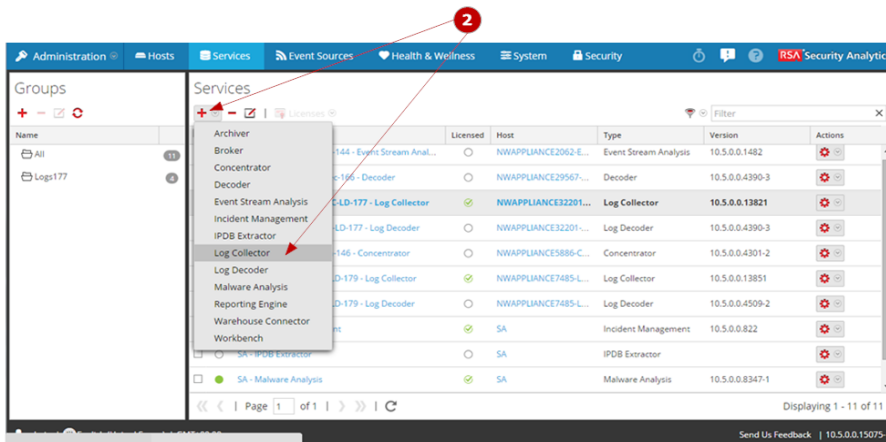 2
Administration Hosts Services Event Sources Health & Wellness System Security RSA Security Analytic
Groups
Services
Licenses
Filter
Name
Licensed Host Type Version Actions
All 11
Logs177 4
Archiver
Broker
Concentrator
Decoder
Event Stream Analysis
Incident Management
IPDB Extractor
Log Collector
Log Decoder
Malware Analysis
Reporting Engine
Warehouse Connector
Workbench
-144 - Event Stream Anal... NWAPPLIANCE2062-E... Event Stream Analysis 10.5.0.0.1482
-166 - Decoder NWAPPLIANCE29567-... Decoder 10.5.0.0.4390-3
C-LD-177 - Log Collector NWAPPLIANCE32201... Log Collector 10.5.0.0.13821
-LD-177 - Log Decoder NWAPPLIANCE32201-... Log Decoder 10.5.0.0.4390-3
-146 - Concentrator NWAPPLIANCE5886-C... Concentrator 10.5.0.0.4301-2
D-179 - Log Collector NWAPPLIANCE7485-L... Log Collector 10.5.0.0.13851
D-179 - Log Decoder NWAPPLIANCE7485-L... Log Decoder 10.5.0.0.4509-2
SA Incident Management 10.5.0.0.822
SA - IPDB Extractor SA IPDB Extractor
SA - Malware Analysis SA Malware Analysis 10.5.0.0.8347-1
Page 1 of 1
Displaying 1 - 11 of 11
Send Us Feedback | 10.5.0.0.15075-